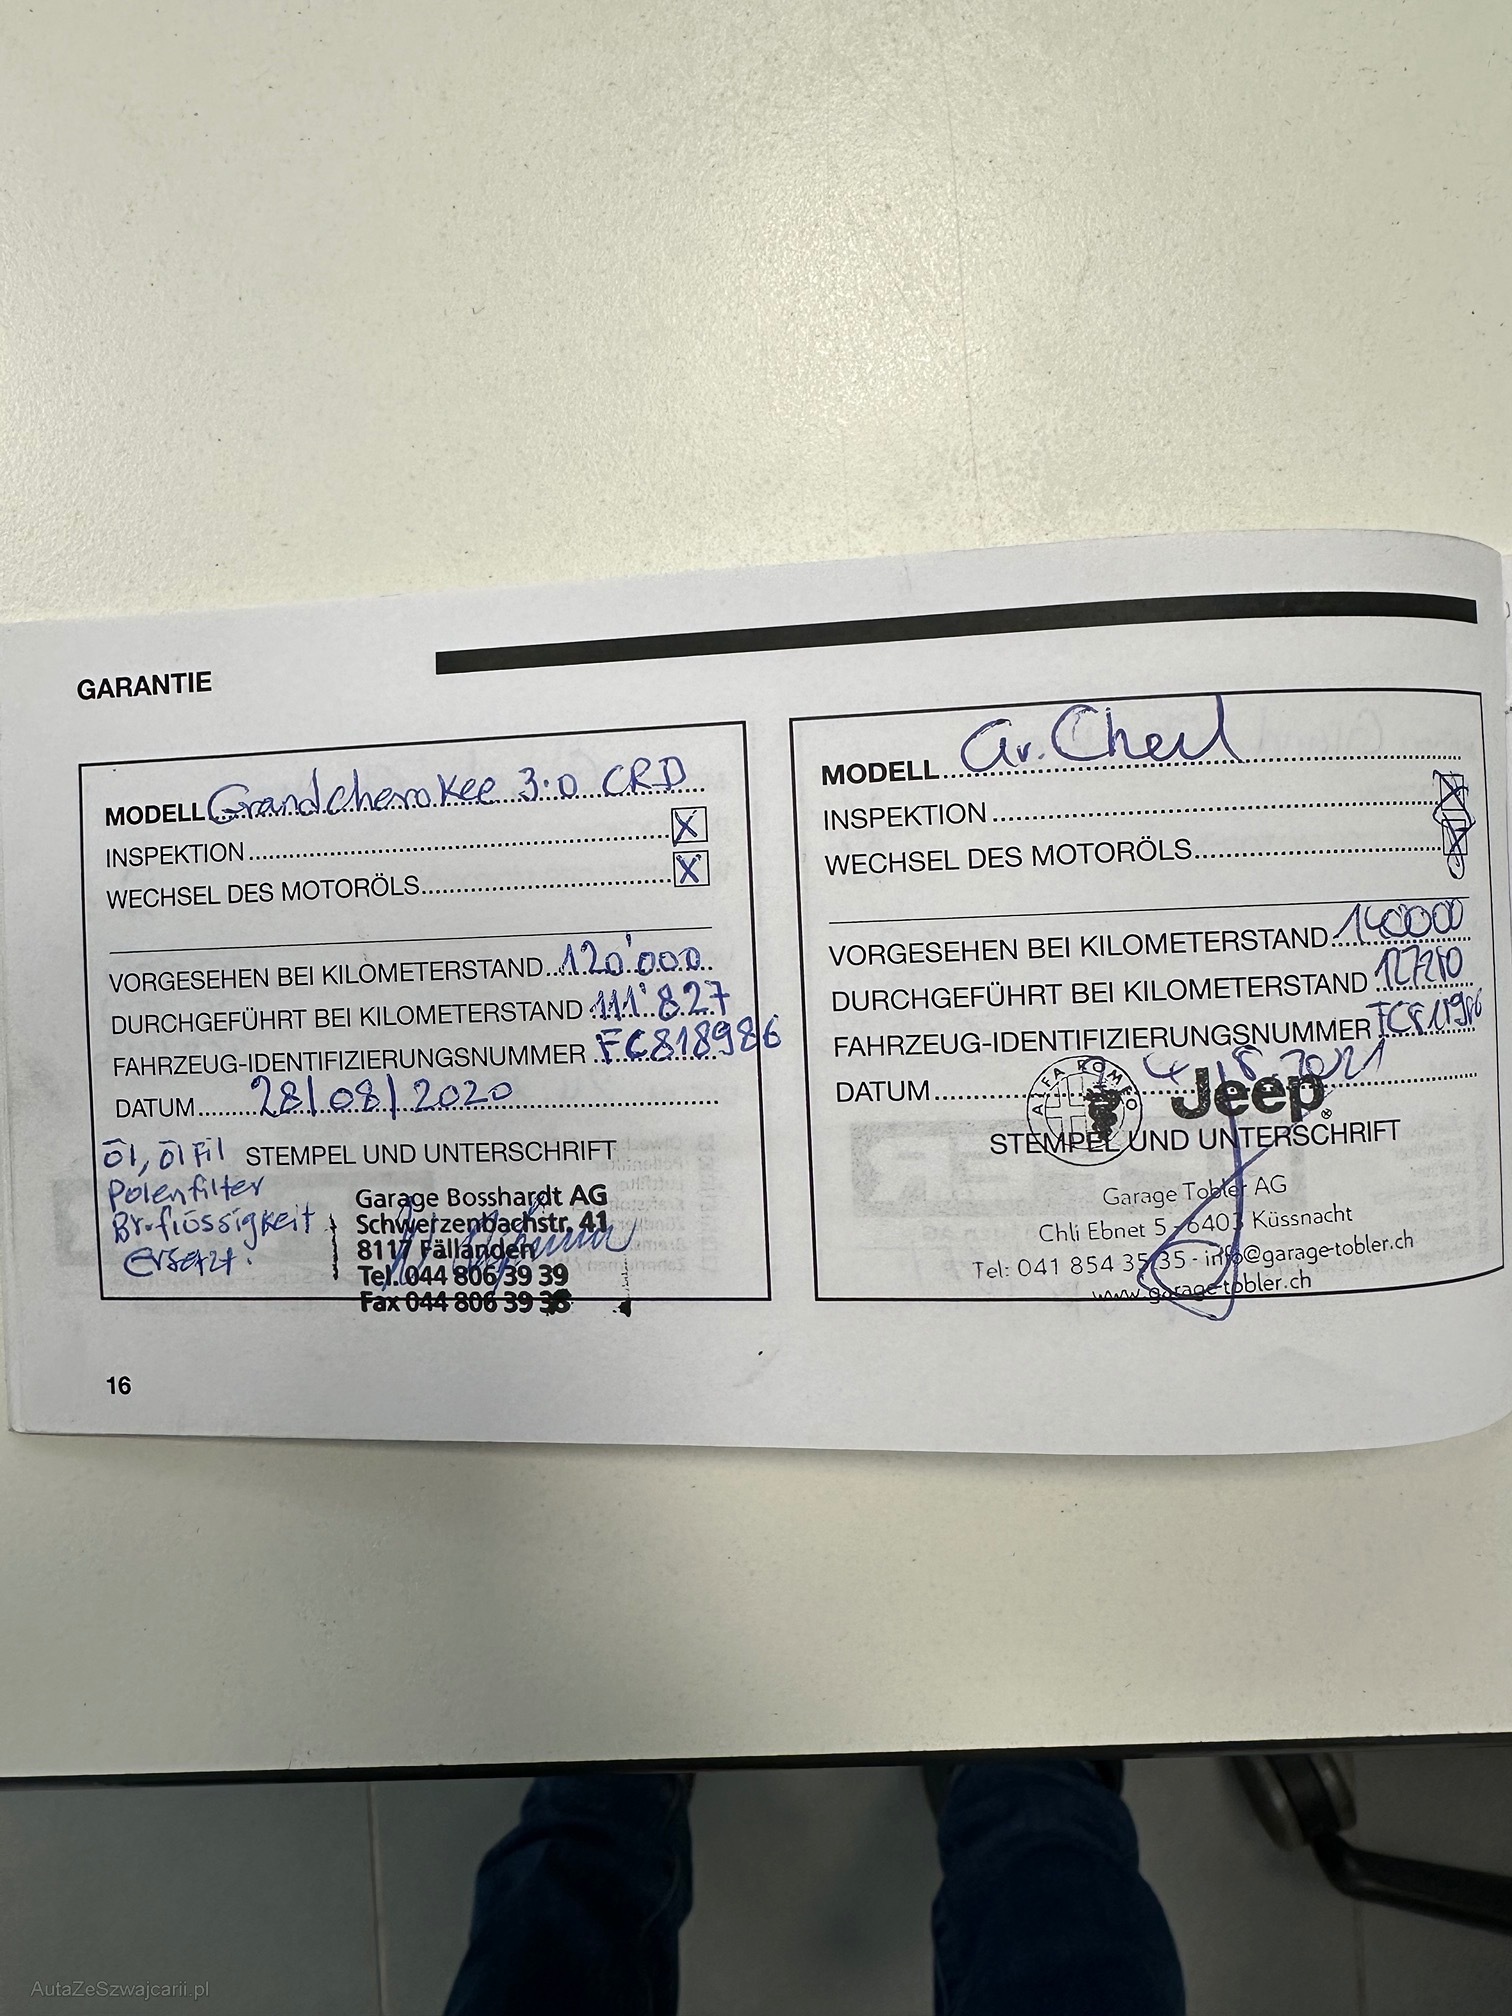 GARANTIE
MODELL Grandcherokee 3.0 CRD
INSPEKTION X
WECHSEL DES MOTORÖLS X
VORGESEHEN BEI KILOMETERSTAND 120'000
DURCHGEFÜHRT BEI KILOMETERSTAND 111'827
FAHRZEUG-IDENTIFIZIERUNGSNUMMER FC818986
DATUM 28/08/2020
Öl, Öl Fil STEMPEL UND UNTERSCHRIFT
Polenfilter
Br.flüssigkeit
ersetzt.
Garage Bosshardt AG
Schwerzenbachstr. 41
8117 Fällanden
Tel. 044 806 39 39
Fax 044 806 39 38
16
MODELL Gr.
INSPEKTION X
WECHSEL DES MOTORÖLS X
VORGESEHEN BEI KILOMETERSTAND 140000
DURCHGEFÜHRT BEI KILOMETERSTAND
FAHRZEUG-IDENTIFIZIERUNGSNUMMER
DATUM
ALFA ROMEO
Jeep®
STEMPEL UND UNTERSCHRIFT
Garage Tobler AG
Chli Ebnet 5 - 6403 Küssnacht
Tel: 041 854 35 35 - info@garage-tobler.ch
www.garage-tobler.ch
AutaZeSzwajcarii.pl